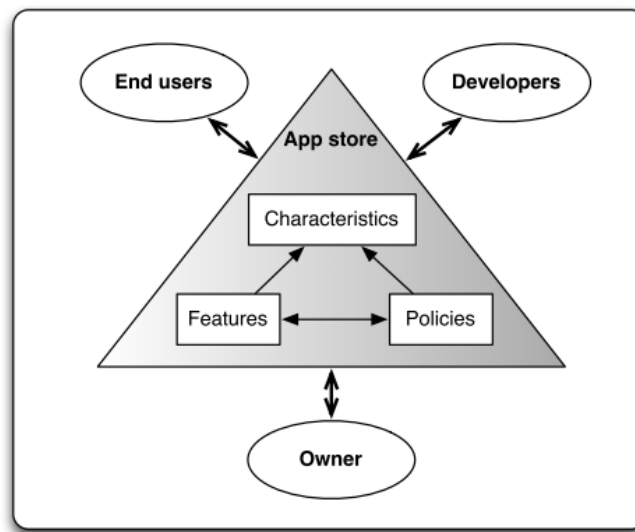 End users
Developers
App store
Characteristics
Features
Policies
Owner